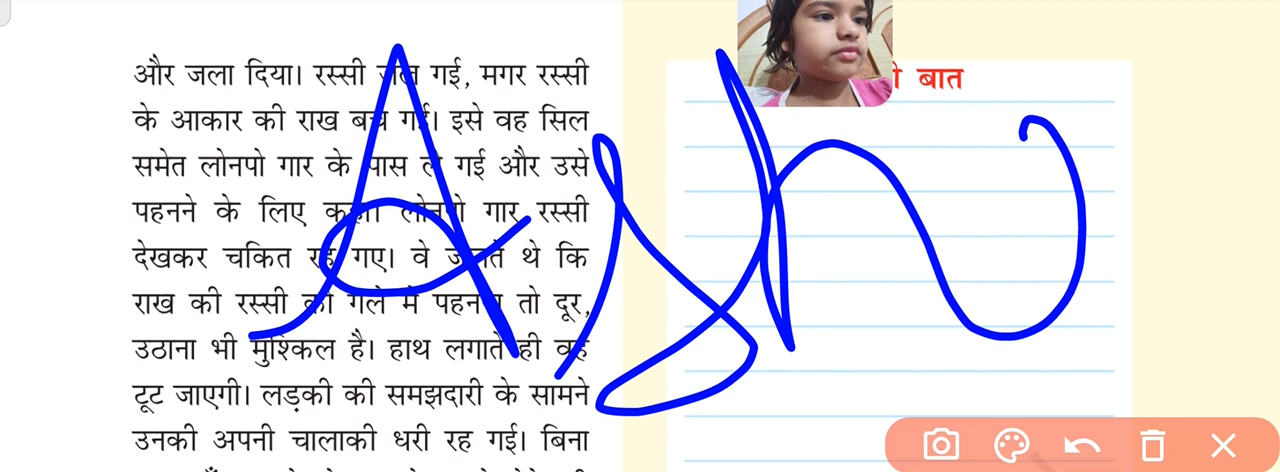 और जला दिया। रस्सी जल गई, मगर रस्सी
के आकार की राख बच गई। इसे वह सिल
समेत लोनपो गार के पास ले गई और उसे
पहनने के लिए कहा। लोनपो गार रस्सी
देखकर चकित रह गए। वे जानते थे कि
राख की रस्सी को गले में पहनना तो दूर,
उठाना भी मुश्किल है। हाथ लगाते ही वह
टूट जाएगी। लड़की की समझदारी के सामने
उनकी अपनी चालाकी धरी रह गई। बिना
बात